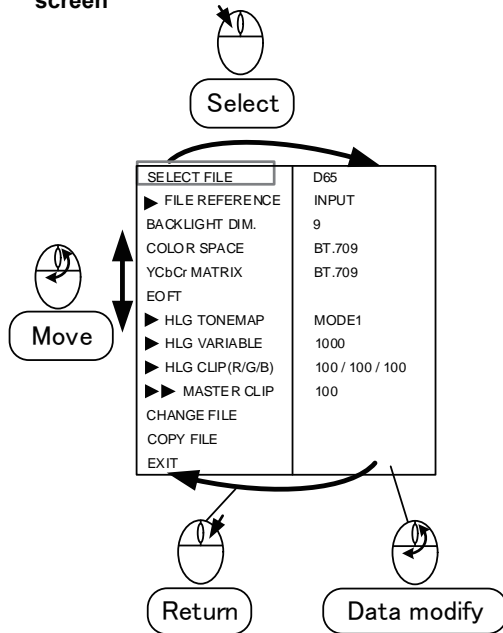 screen
Select
SELECT FILE D65
▶ FILE REFERENCE INPUT
BACKLIGHT DIM. 9
COLOR SPACE BT.709
YCbCr MATRIX BT.709
EOFT
▶ HLG TONEMAP MODE1
▶ HLG VARIABLE 1000
▶ HLG CLIP(R/G/B) 100 / 100 / 100
▶▶ MASTER CLIP 100
CHANGE FILE
COPY FILE
EXIT
Move
Return
Data modify